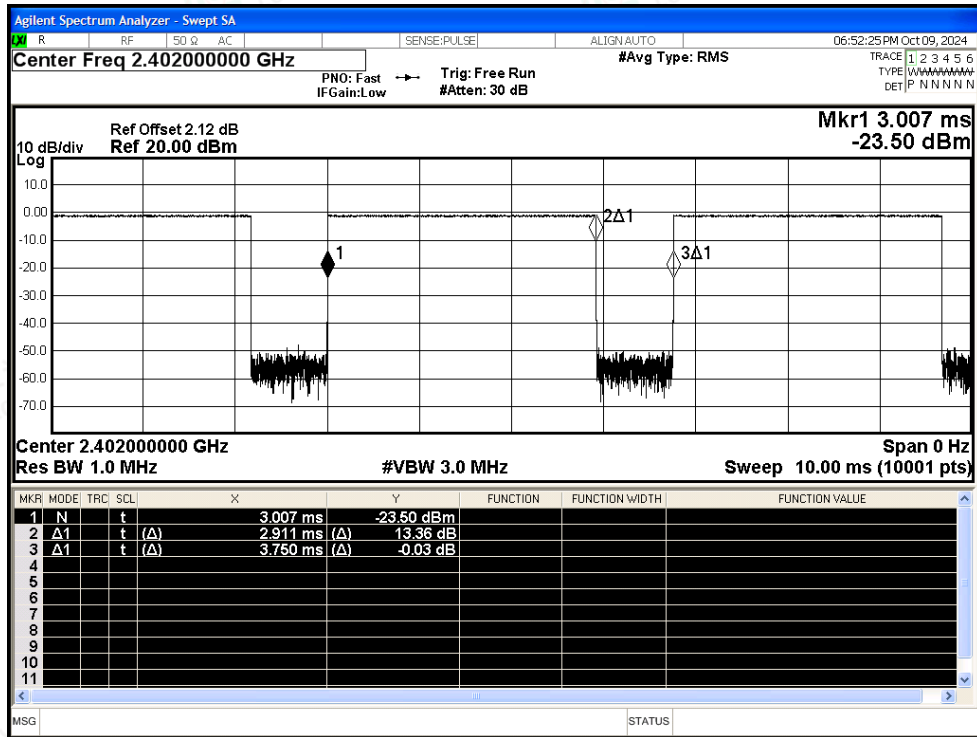 Agilent Spectrum Analyzer - Swept SA
LXI R RF 50 Ω AC SENSE:PULSE ALIGN AUTO 06:52:25 PM Oct 09, 2024
Center Freq 2.402000000 GHz #Avg Type: RMS TRACE 1 2 3 4 5 6
PNO: Fast Trig: Free Run TYPE WWWWWW
IFGain:Low #Atten: 30 dB DET P N N N N N
Mkr1 3.007 ms
Ref Offset 2.12 dB
10 dB/div Ref 20.00 dBm -23.50 dBm
Log
10.0
0.00
2Δ1
-10.0
1 3Δ1
-20.0
-30.0
-40.0
-50.0
-60.0
-70.0
Center 2.402000000 GHz Span 0 Hz
Res BW 1.0 MHz #VBW 3.0 MHz Sweep 10.00 ms (10001 pts)
MKR MODE TRC SCL X Y FUNCTION FUNCTION WIDTH FUNCTION VALUE
1 N t 3.007 ms -23.50 dBm
2 Δ1 t (Δ) 2.911 ms (Δ) 13.36 dB
3 Δ1 t (Δ) 3.750 ms (Δ) -0.03 dB
4
5
6
7
8
9
10
11
MSG STATUS